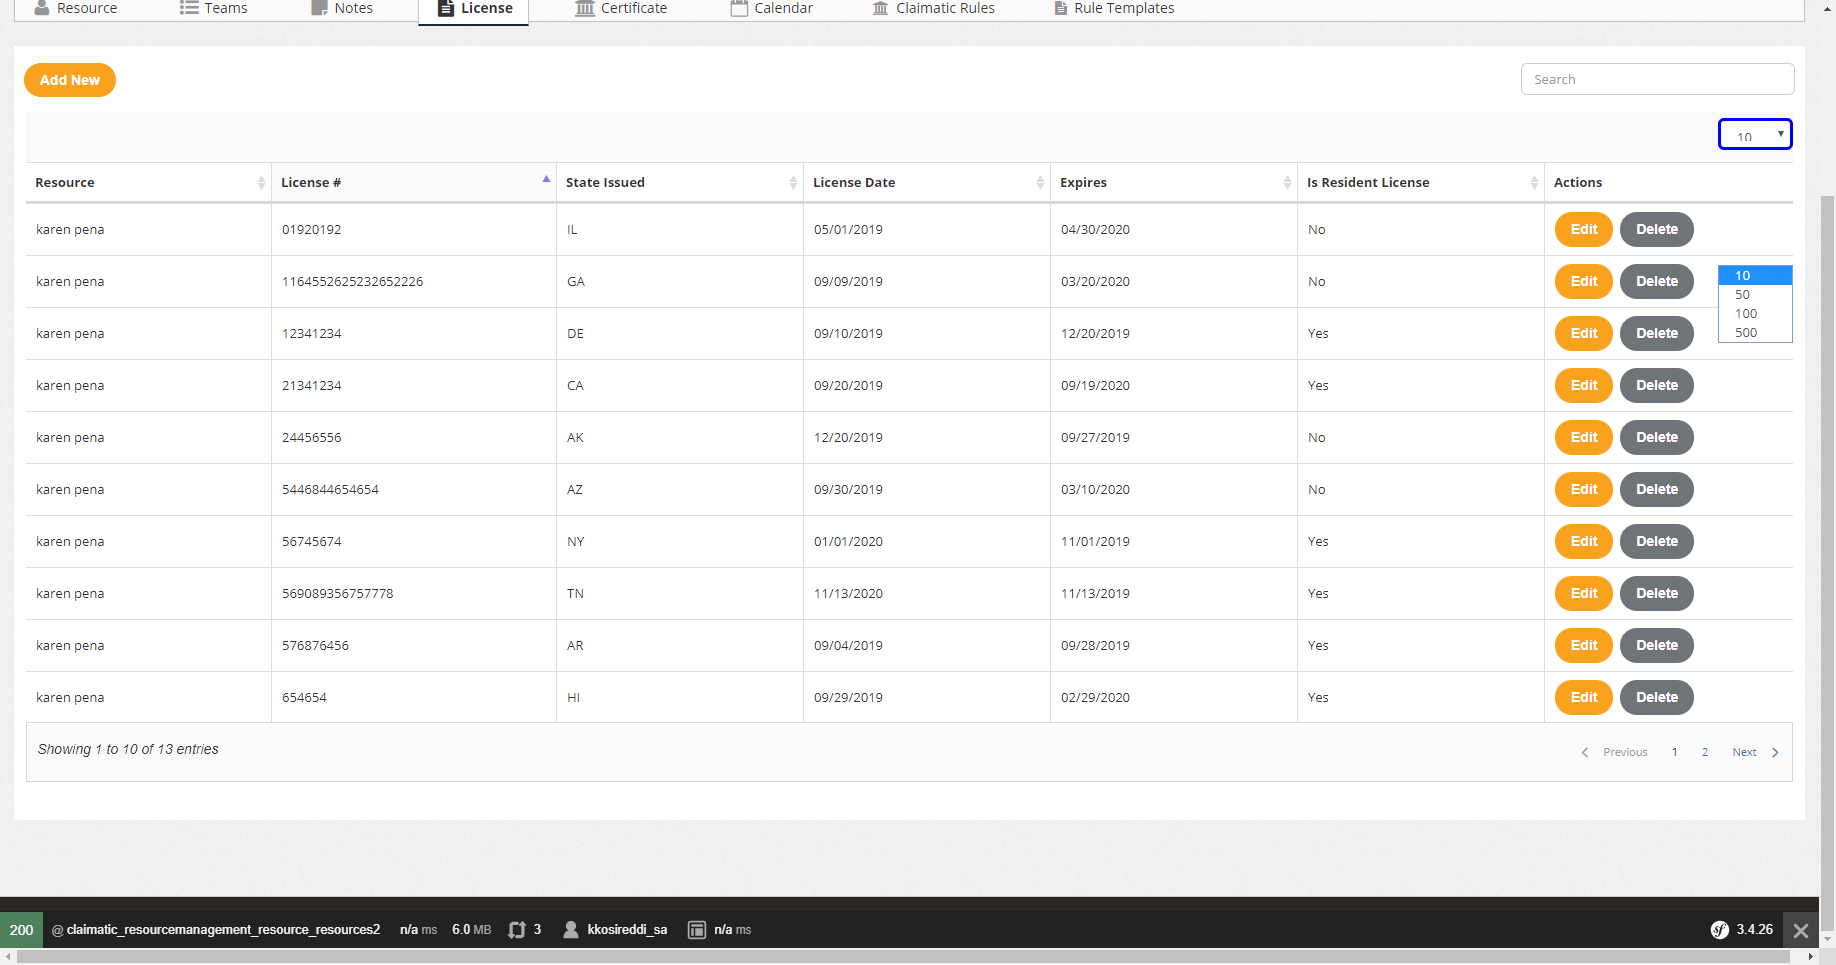 Resource Teams Notes License Certificate Calendar Claimatic Rules Rule Templates
Add New Search
10
Resource License # State Issued License Date Expires Is Resident License Actions
karen pena 01920192 IL 05/01/2019 04/30/2020 No Edit Delete
karen pena 1164552625232652226 GA 09/09/2019 03/20/2020 No Edit Delete 10
50
karen pena 12341234 DE 09/10/2019 12/20/2019 Yes Edit Delete 100
500
karen pena 21341234 CA 09/20/2019 09/19/2020 Yes Edit Delete
karen pena 24456556 AK 12/20/2019 09/27/2019 No Edit Delete
karen pena 5446844654654 AZ 09/30/2019 03/10/2020 No Edit Delete
karen pena 56745674 NY 01/01/2020 11/01/2019 Yes Edit Delete
karen pena 569089356757778 TN 11/13/2020 11/13/2019 Yes Edit Delete
karen pena 576876456 AR 09/04/2019 09/28/2019 Yes Edit Delete
karen pena 654654 HI 09/29/2019 02/29/2020 Yes Edit Delete
Showing 1 to 10 of 13 entries Previous 1 2 Next
200 @ claimatic_resourcemanagement_resource_resources2 n/a ms 6.0 MB 3 kkosireddi_sa n/a ms sf 3.4.26